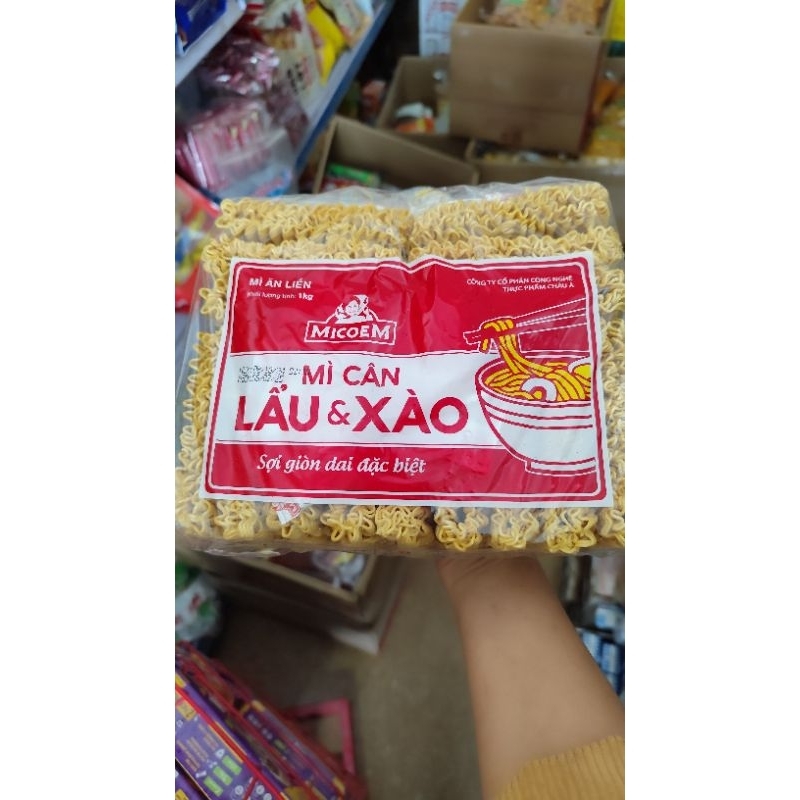 MÌ ĂN LIỀN
Khối lượng tịnh: 1kg
CÔNG TY CỔ PHẦN CÔNG NGHỆ
THỰC PHẨM CHÂU Á
MICOEM
MÌ CÂN
LẨU & XÀO
Sợi giòn dai đặc biệt